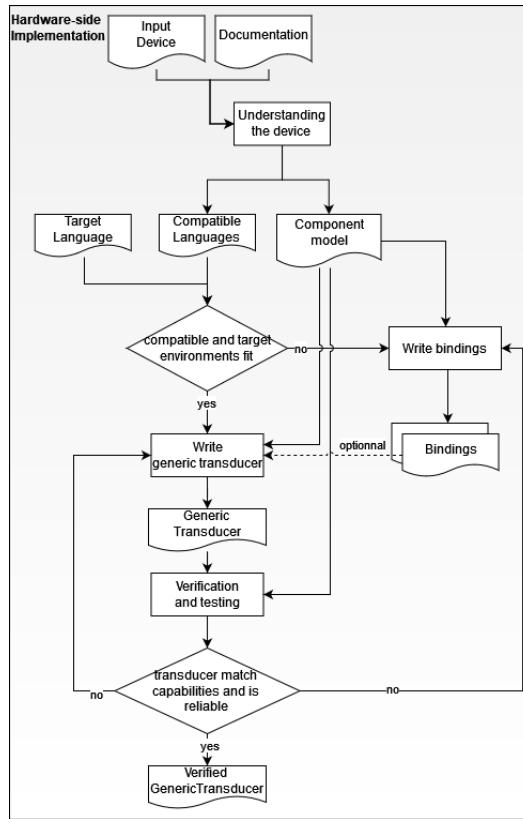 Hardware-side
Implementation
Input
Device
Documentation
Understanding
the device
Target
Language
Compatible
Languages
Component
model
compatible and target
environments fit
no
Write bindings
yes
Write
generic transducer
optionnal
Bindings
Generic
Transducer
Verification
and testing
transducer match
capabilities and is
reliable
no
no
yes
Verified
GenericTransducer